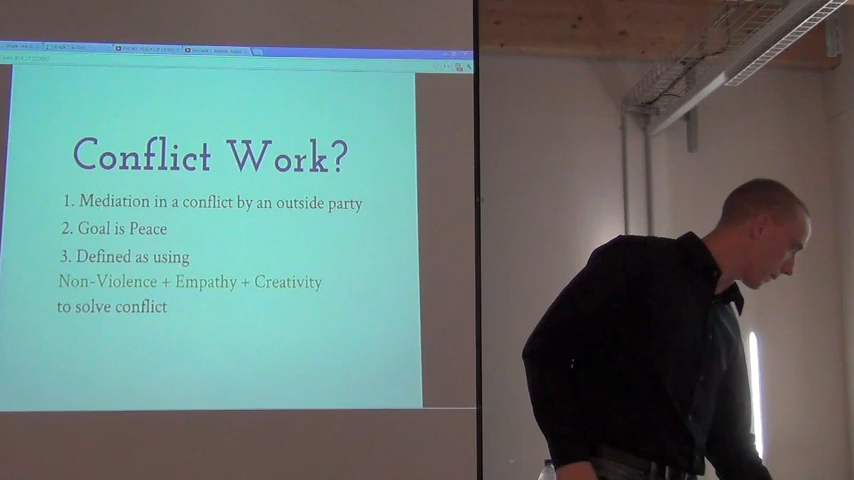 Conflict Work?
1. Mediation in a conflict by an outside party
2. Goal is Peace
3. Defined as using
Non-Violence + Empathy + Creativity
to solve conflict